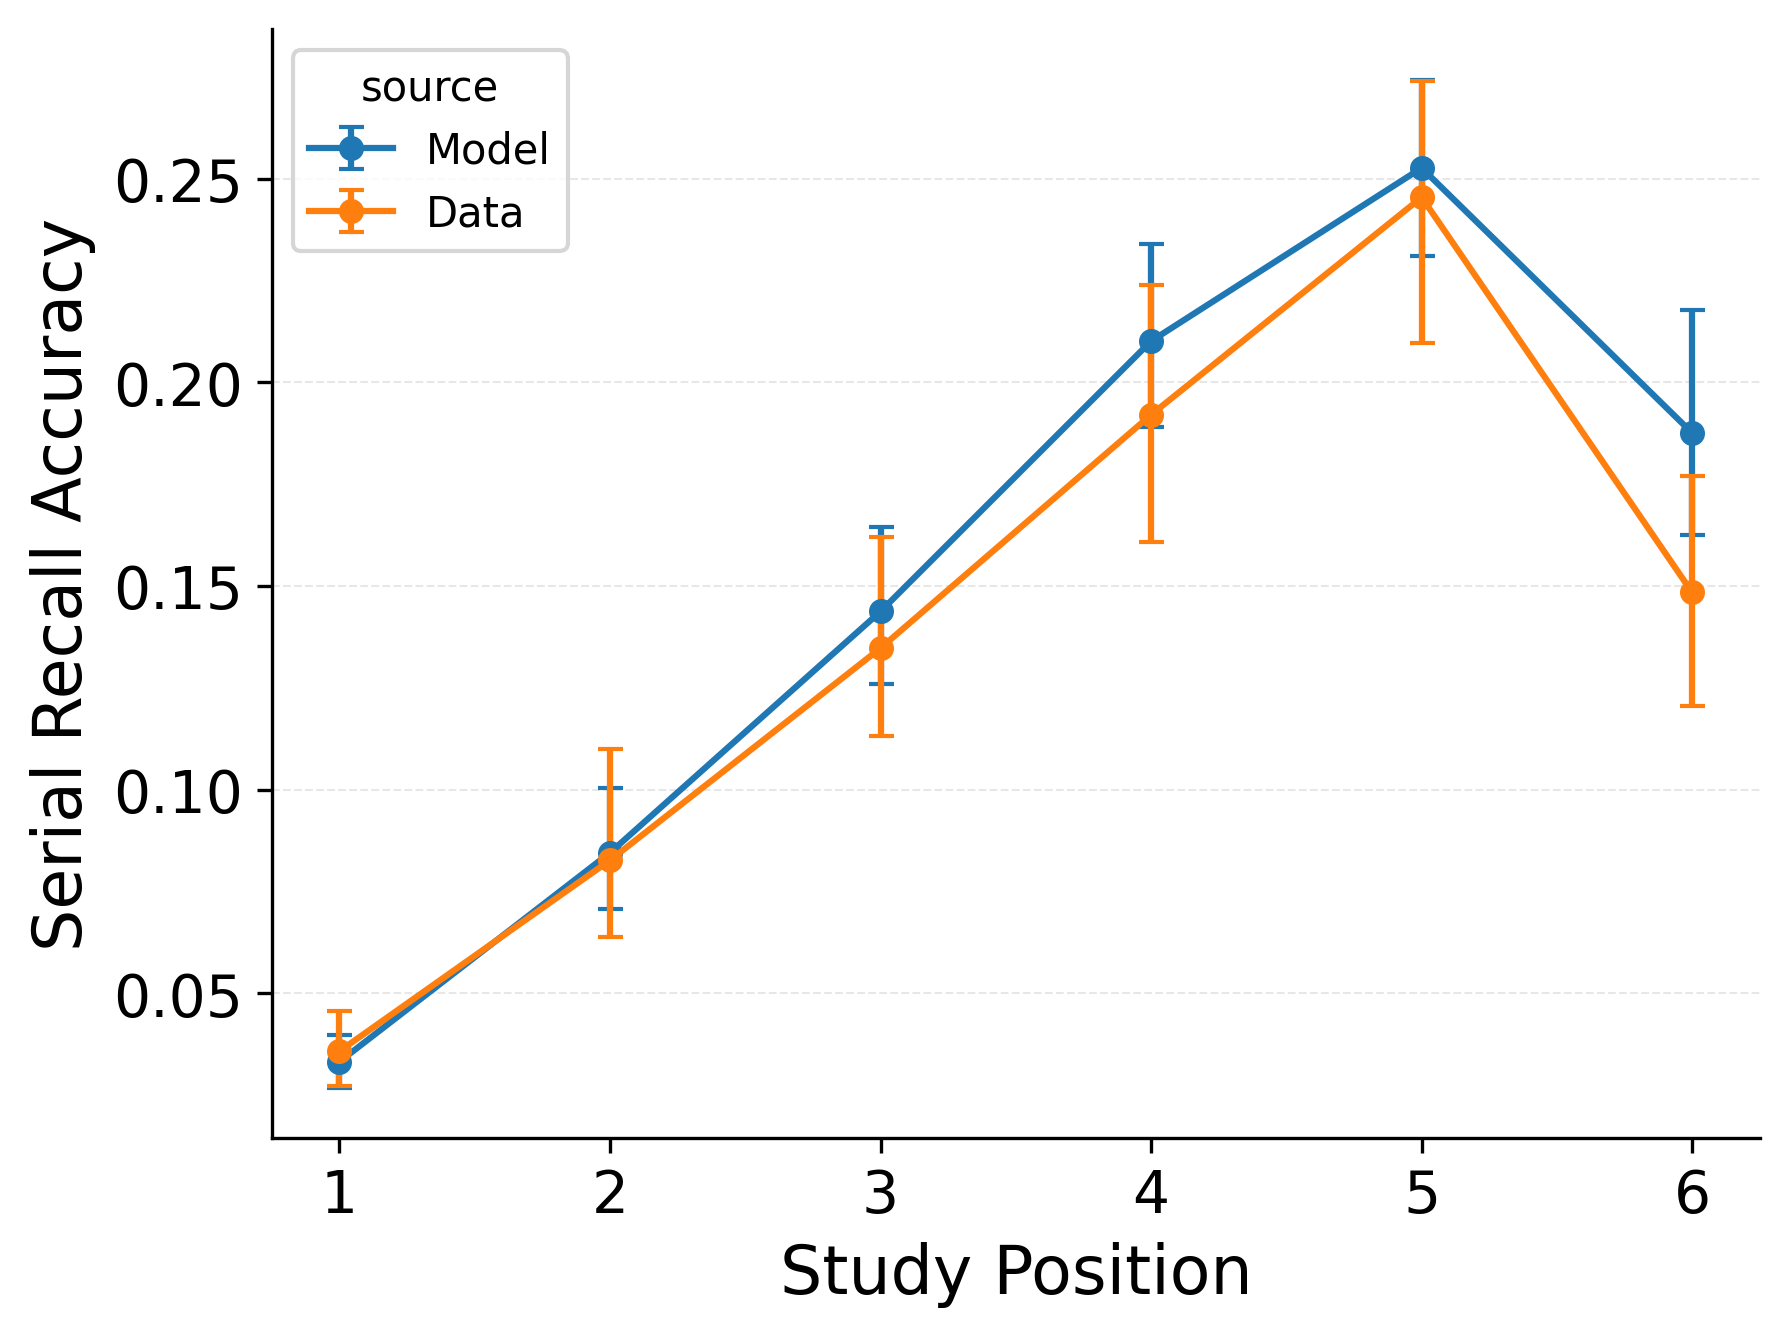 source
Model
Data
Serial Recall Accuracy
0.25
0.20
0.15
0.10
0.05
1 2 3 4 5 6
Study Position